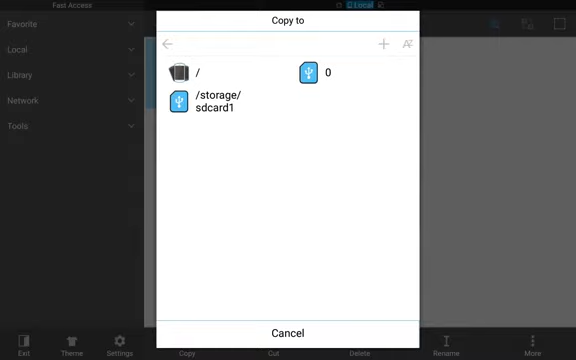 Fast Access
Local
Copy to
Favorite
Local
Library
Network
Tools
/
0
/storage/
sdcard1
Cancel
Exit
Theme
Settings
Copy
Cut
Delete
Rename
More